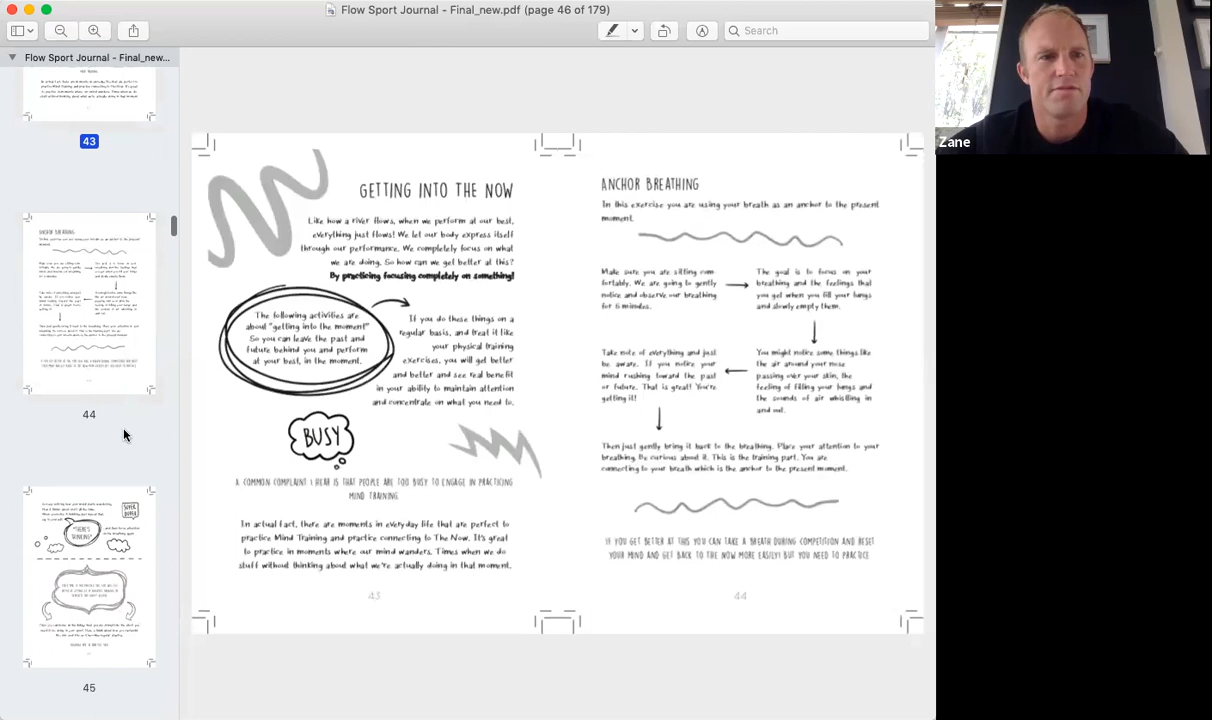 Flow Sport Journal - Final_new.pdf (page 46 of 179)
Search
Flow Sport Journal - Final_new...
43
44
45
Zane
GETTING INTO THE NOW
Like how a river flows, when we perform at our best,
everything just flows! We let our body express itself
through our performance. We completely focus on what
we are doing. So how can we get better at this?
By practicing focusing completely on something!
The following activities are
about "getting into the moment"
So you can leave the past and
future behind you and perform
at your best, in the moment.
If you do these things on a
regular basis, and treat it like
your physical training
exercises, you will get better
and better and see real benefit
in your ability to maintain attention
and concentrate on what you need to.
BUSY
A COMMON COMPLAINT I HEAR IS THAT PEOPLE ARE TOO BUSY TO ENGAGE IN PRACTICING
MIND TRAINING
In actual fact, there are moments in everyday life that are perfect to
practice Mind Training and practice connecting to The Now. It's great
to practice in moments where our mind wanders. Times when we do
stuff without thinking about what we're actually doing in that moment.
43
ANCHOR BREATHING
In this exercise you are using your breath as an anchor to the present
moment.
Make sure you are sitting com-
fortably. We are going to gently
notice and observe our breathing
for 5 minutes.
The goal is to focus on your
breathing and the feelings that
you get when you fill your lungs
and slowly empty them.
You might notice some things like
the air around your nose
passing over your skin, the
feeling of filling your lungs and
the sounds of air whistling in
and out.
Take note of everything and just
be aware. If you notice your
mind rushing toward the past
or future. That is great! You're
getting it!
Then just gently bring it back to the breathing. Place your attention to your
breathing. Be curious about it. This is the training part. You are
connecting to your breath which is the anchor to the present moment.
IF YOU GET BETTER AT THIS YOU CAN TAKE A BREATH DURING COMPETITION AND RESET
YOUR MIND AND GET BACK TO THE NOW MORE EASILY! BUT YOU NEED TO PRACTICE
44